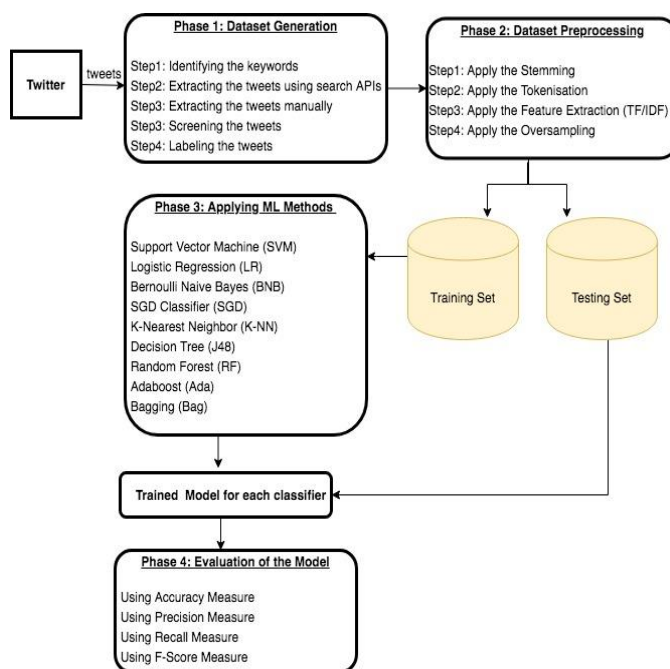 Twitter
tweets
Phase 1: Dataset Generation
Step1: Identifying the keywords
Step2: Extracting the tweets using search APIs
Step3: Extracting the tweets manually
Step3: Screening the tweets
Step4: Labeling the tweets
Phase 2: Dataset Preprocessing
Step1: Apply the Stemming
Step2: Apply the Tokenisation
Step3: Apply the Feature Extraction (TF/IDF)
Step4: Apply the Oversampling
Phase 3: Applying ML Methods
Support Vector Machine (SVM)
Logistic Regression (LR)
Bernoulli Naive Bayes (BNB)
SGD Classifier (SGD)
K-Nearest Neighbor (K-NN)
Decision Tree (J48)
Random Forest (RF)
Adaboost (Ada)
Bagging (Bag)
Training Set
Testing Set
Trained Model for each classifier
Phase 4: Evaluation of the Model
Using Accuracy Measure
Using Precision Measure
Using Recall Measure
Using F-Score Measure